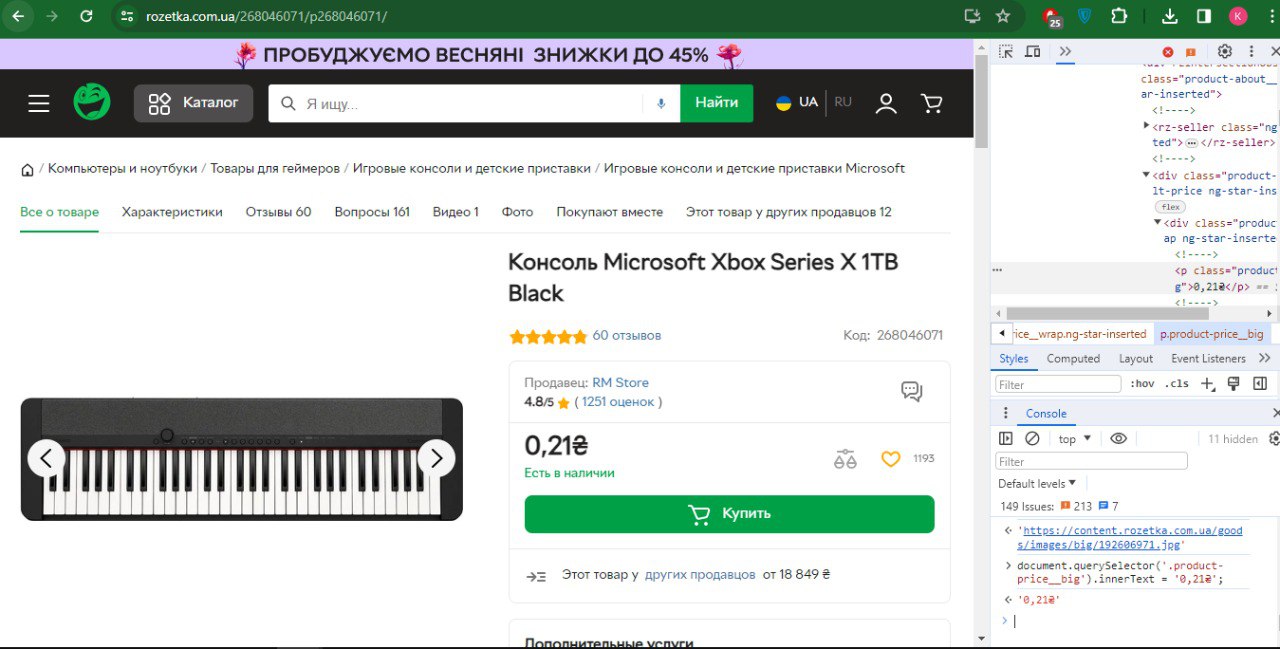 rozetka.com.ua/268046071/p268046071/
25
K
ПРОБУДЖУЄМО ВЕСНЯНІ ЗНИЖКИ ДО 45%
Каталог
Я ищу...
Найти
UA
RU
/ Компьютеры и ноутбуки / Товары для геймеров / Игровые консоли и детские приставки / Игровые консоли и детские приставки Microsoft
Все о товаре
Характеристики
Отзывы 60
Вопросы 161
Видео 1
Фото
Покупают вместе
Этот товар у других продавцов 12
Консоль Microsoft Xbox Series X 1TB
Black
60 отзывов
Код: 268046071
Продавец: RM Store
4.8/5 ( 1251 оценок )
0,21₴
Есть в наличии
1193
Купить
Этот товар у других продавцов от 18 849 ₴
Дополнительные услуги
class="product-about__
ar-inserted">
<!---->
<rz-seller class="ng
ted"> … </rz-seller>
<!---->
<div class="product-
lt-price ng-star-ins
flex
<div class="produc
ap ng-star-inserte
<!---->
<p class="produc
g">0,21₴</p> ==
<!---->
rice__wrap.ng-star-inserted
p.product-price__big
Styles
Computed
Layout
Event Listeners
Filter
:hov
.cls
Console
top
11 hidden
Filter
Default levels
149 Issues:
213
7
'https://content.rozetka.com.ua/good
s/images/big/192606971.jpg'
document.querySelector('.product-
price__big').innerText = '0,21₴';
'0,21₴'